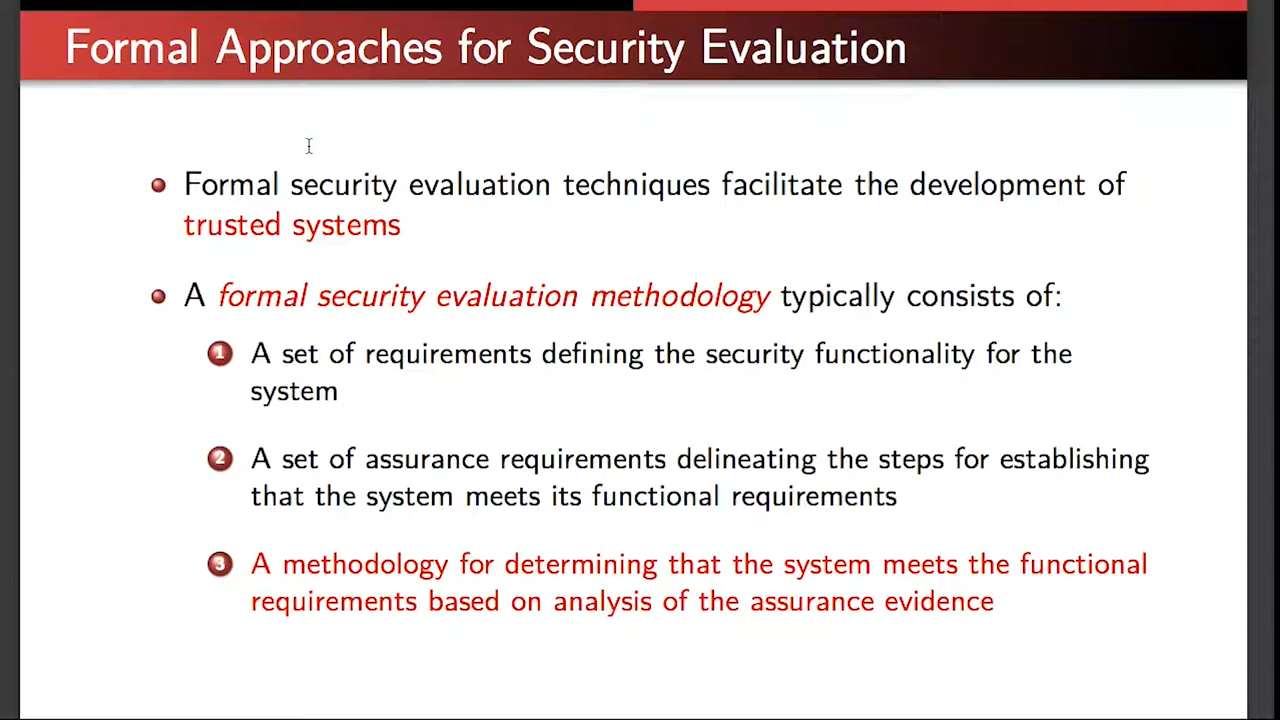 Formal Approaches for Security Evaluation
Formal security evaluation techniques facilitate the development of
trusted systems
A formal security evaluation methodology typically consists of:
1 A set of requirements defining the security functionality for the
system
2 A set of assurance requirements delineating the steps for establishing
that the system meets its functional requirements
3 A methodology for determining that the system meets the functional
requirements based on analysis of the assurance evidence